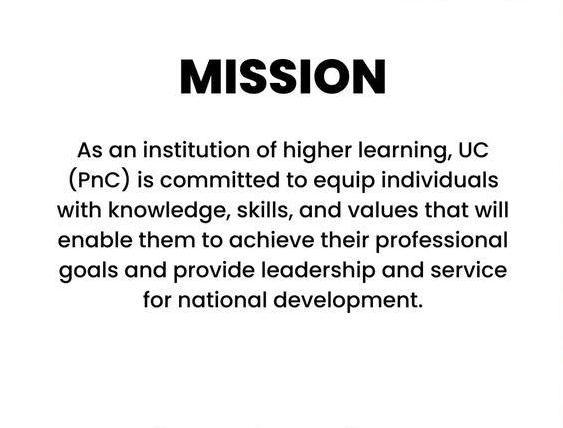 MISSION
As an institution of higher learning, UC
(PnC) is committed to equip individuals
with knowledge, skills, and values that will
enable them to achieve their professional
goals and provide leadership and service
for national development.